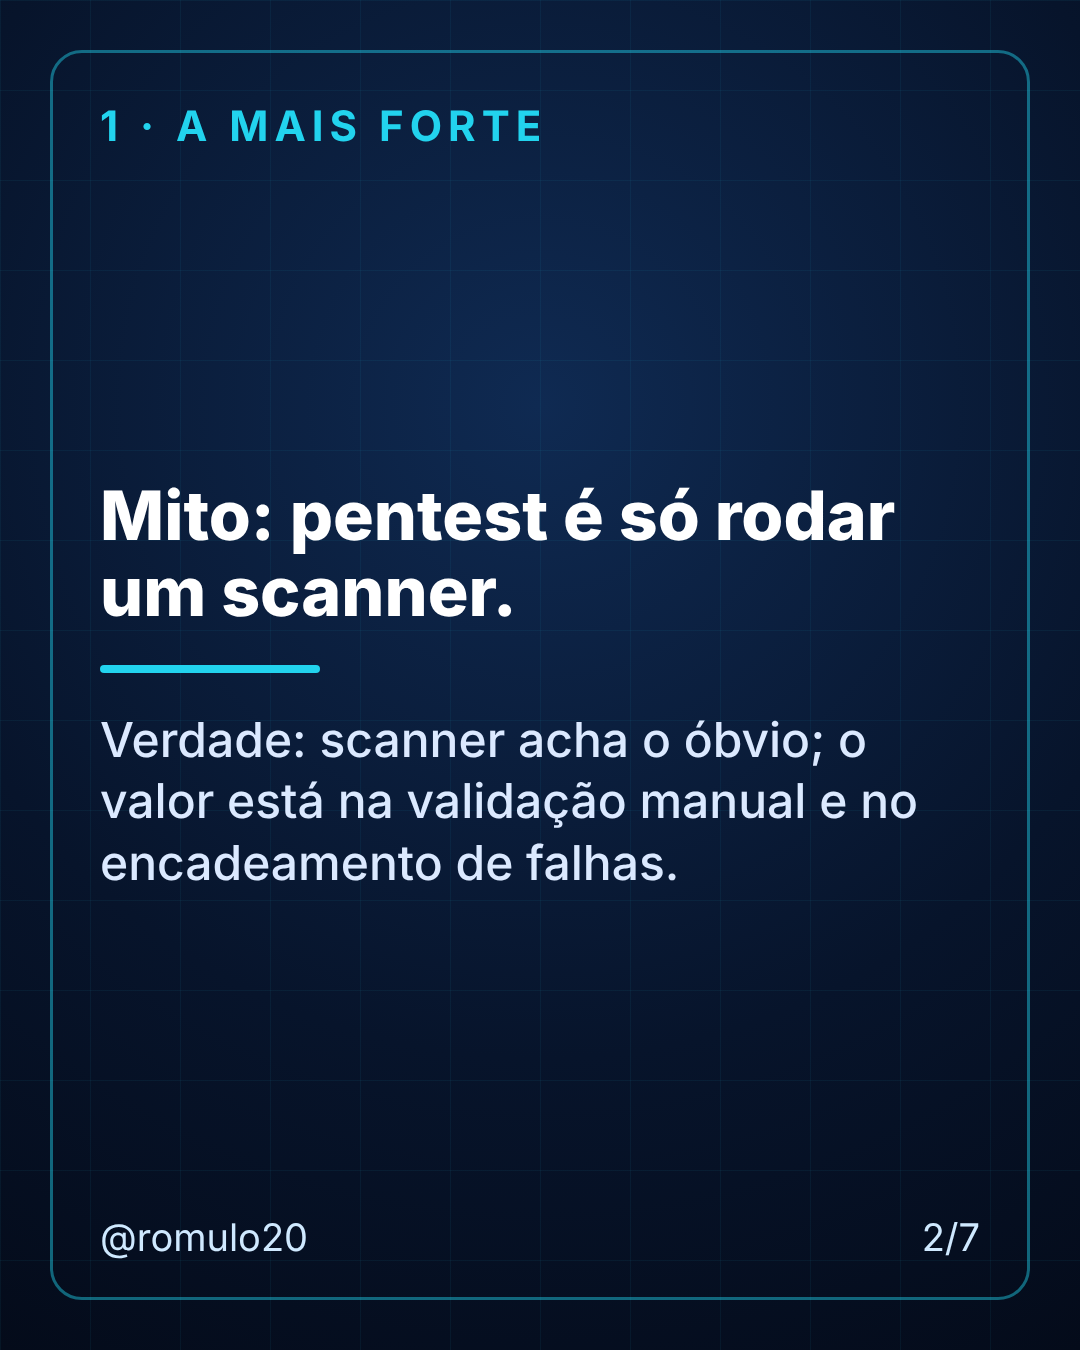 1 · A MAIS FORTE
Mito: pentest é só rodar
um scanner.
Verdade: scanner acha o óbvio; o
valor está na validação manual e no
encadeamento de falhas.
@romulo20
2/7